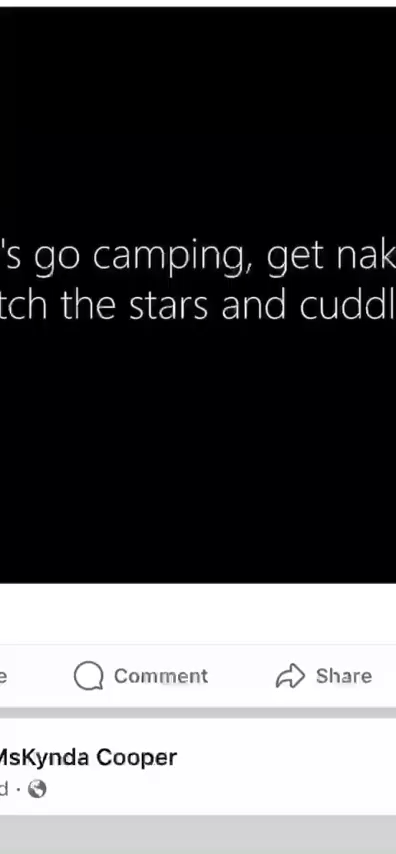 's go camping, get nak
tch the stars and cuddl
e Comment Share
MsKynda Cooper
d ·